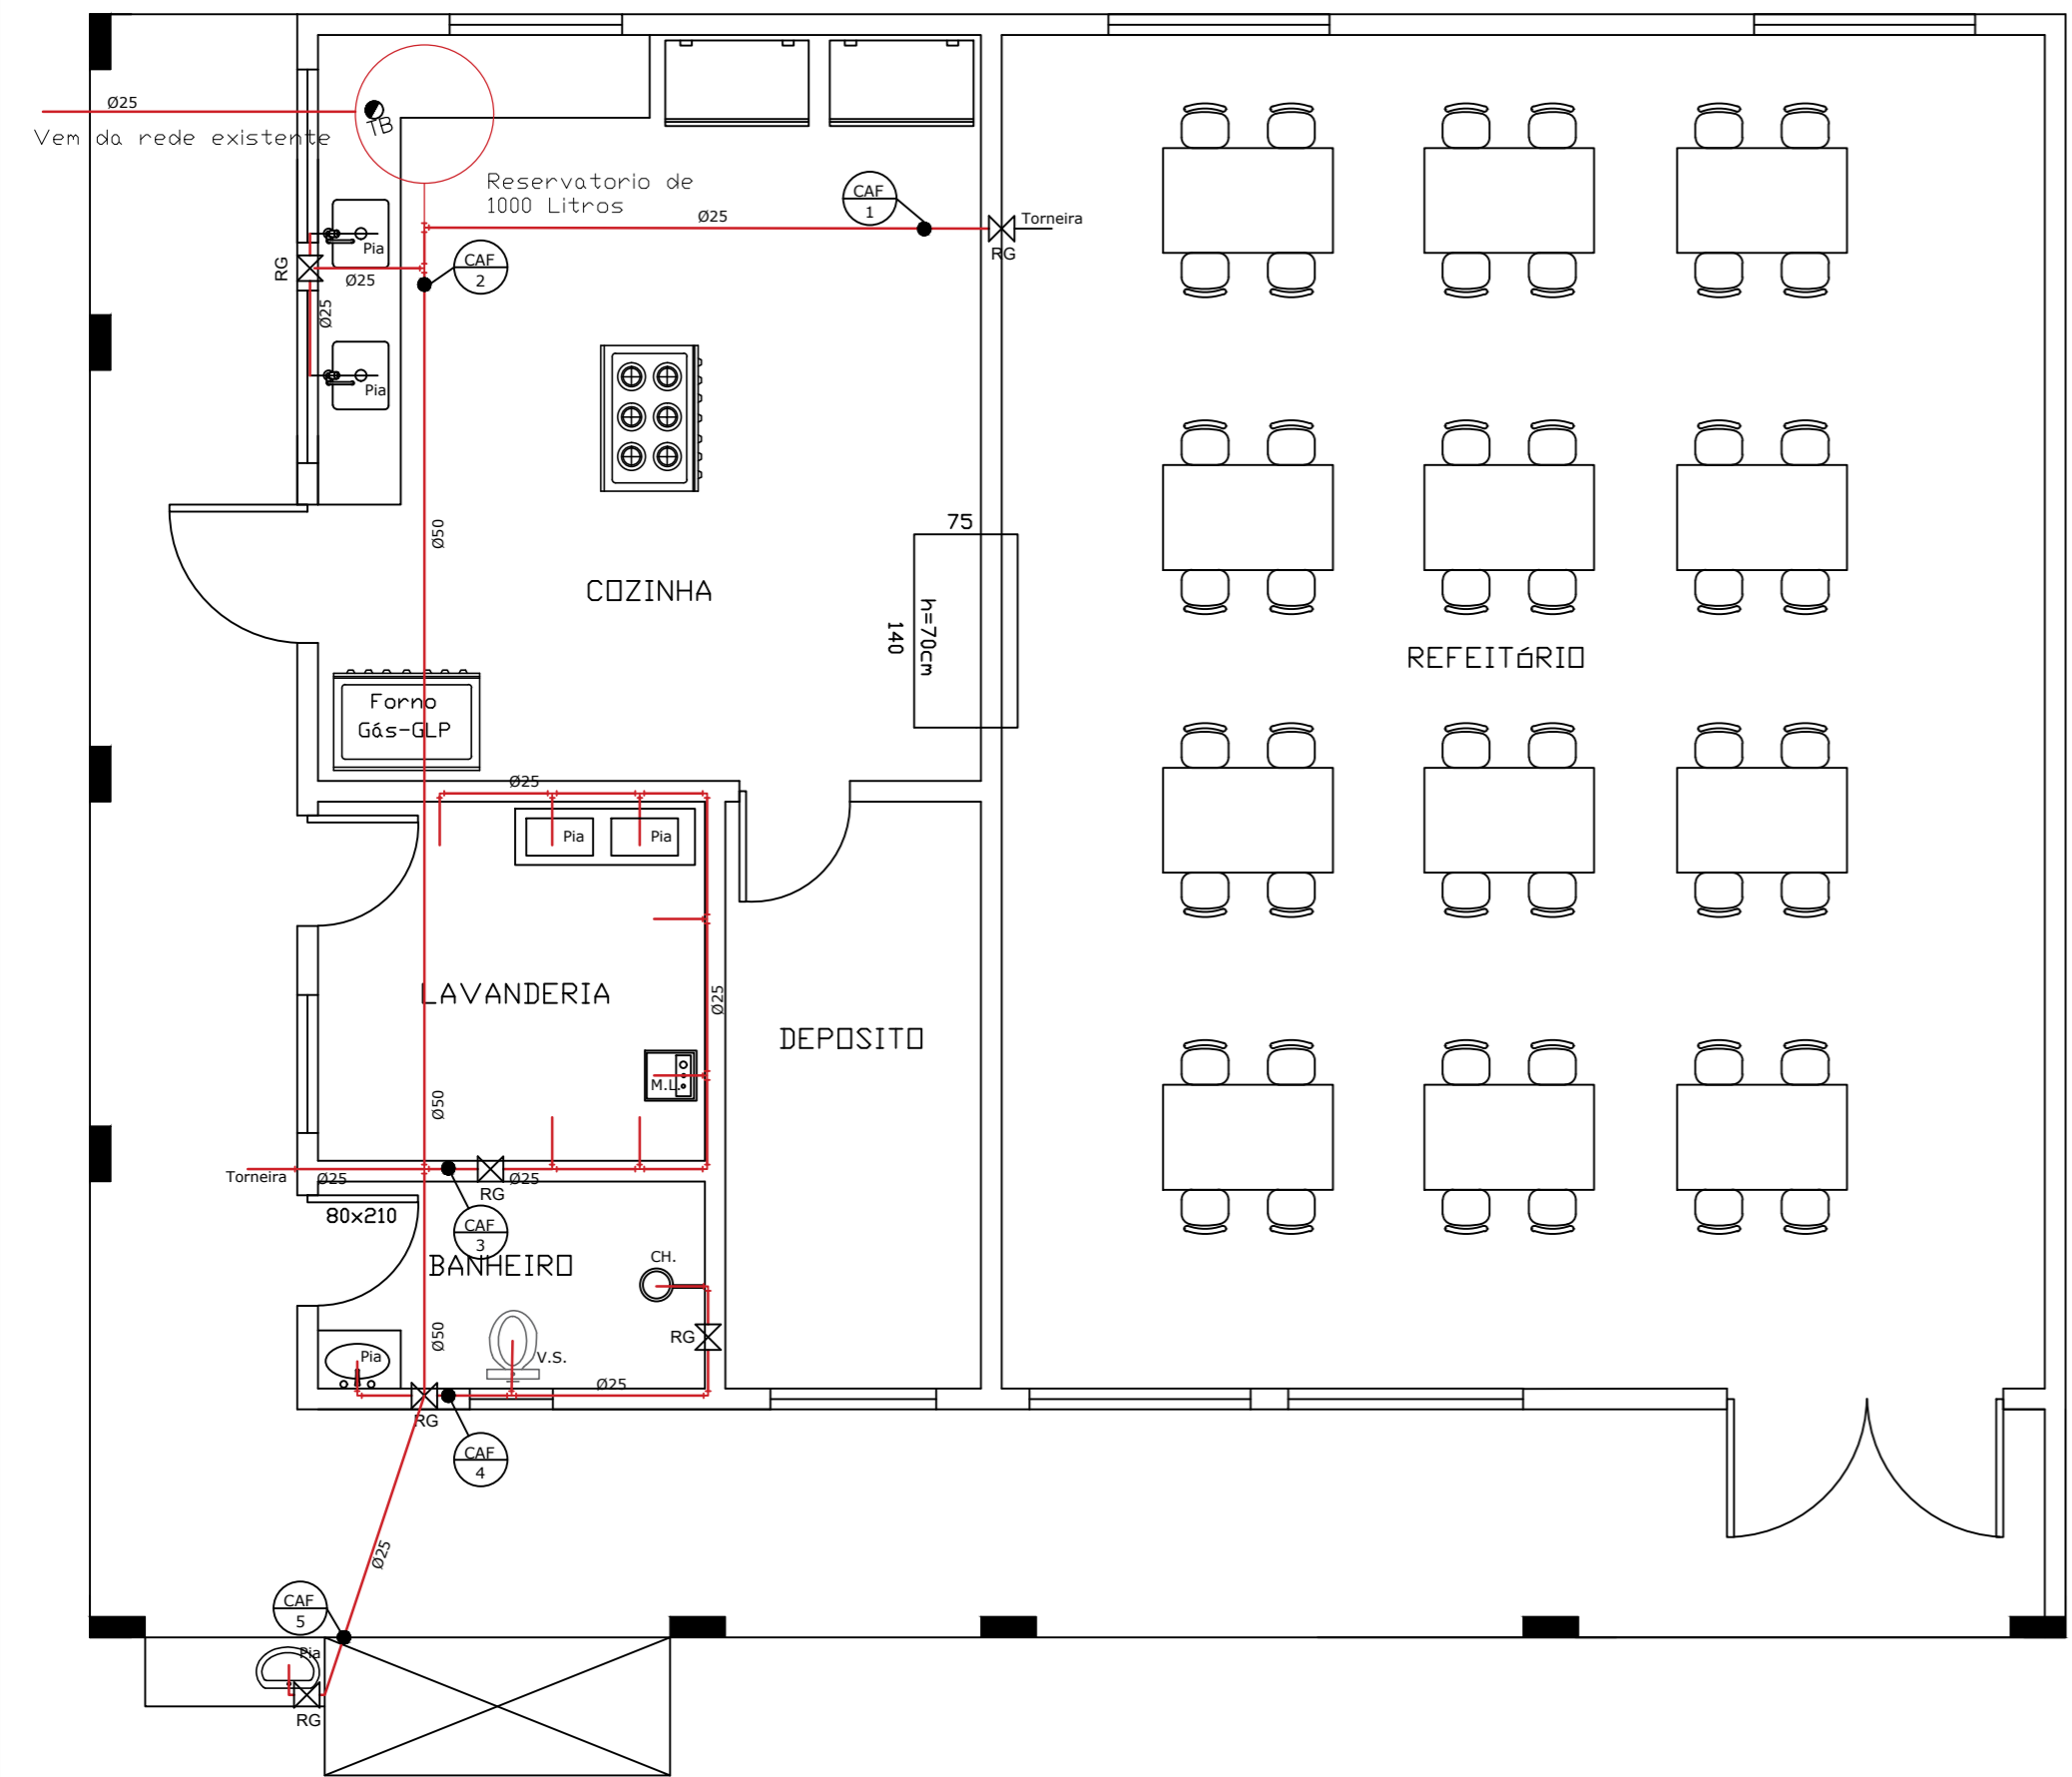 Ø25
TB
Vem da rede existente
Reservatorio de
1000 Litros
CAF
1
Ø25
Torneira
RG
Pia
RG
Ø25
CAF
2
Ø25
Pia
Ø50
75
COZINHA
h=70cm
140
REFEITóRIO
Forno
Gás-GLP
Ø25
Pia
Pia
LAVANDERIA
Ø25
DEPOSITO
M.L.
Ø50
Torneira
Ø25
Ø25
RG
80x210
CAF
3
BANHEIRO
CH.
RG
Ø50
Pia
V.S.
Ø25
RG
CAF
4
Ø25
CAF
5
Pia
RG